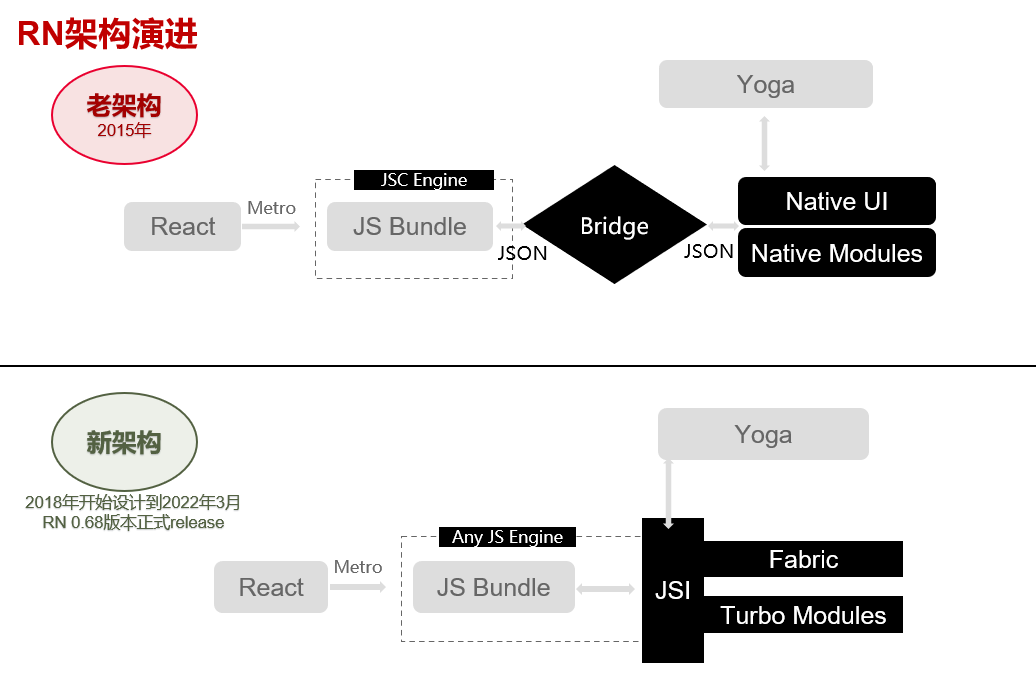 RN架构演进
老架构
2015年
Yoga
JSC Engine
Metro
React
JS Bundle
JSON
Bridge
JSON
Native UI
Native Modules
新架构
2018年开始设计到2022年3月
RN 0.68版本正式release
Yoga
Any JS Engine
Metro
React
JS Bundle
JSI
Fabric
Turbo Modules